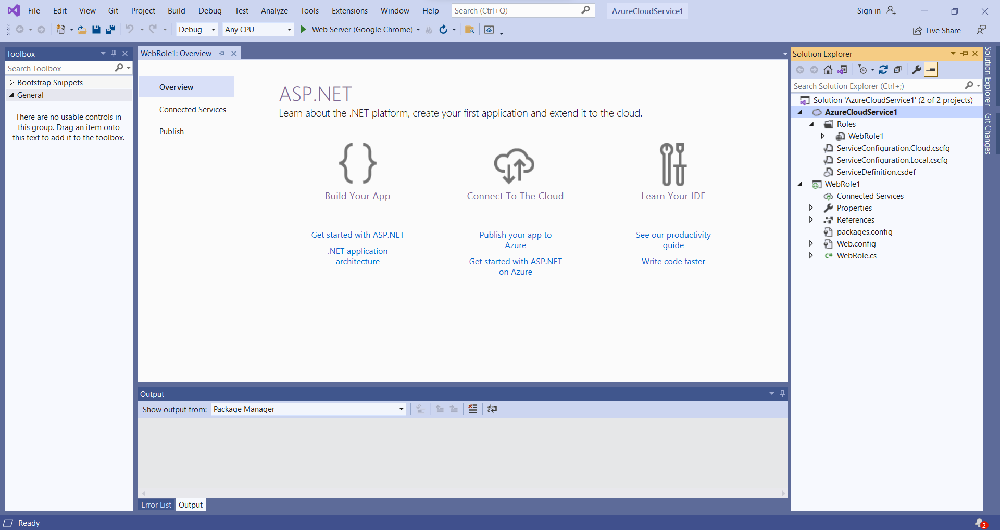 File Edit View Git Project Build Debug Test Analyze Tools Extensions Window Help Search (Ctrl+Q) AzureCloudService1 Sign in
Debug Any CPU Web Server (Google Chrome) Live Share
Toolbox
Search Toolbox
Bootstrap Snippets
General
There are no usable controls in
this group. Drag an item onto
this text to add it to the toolbox.
WebRole1: Overview
Overview
Connected Services
Publish
ASP.NET
Learn about the .NET platform, create your first application and extend it to the cloud.
Build Your App
Get started with ASP.NET
.NET application
architecture
Connect To The Cloud
Publish your app to
Azure
Get started with ASP.NET
on Azure
Learn Your IDE
See our productivity
guide
Write code faster
Output
Show output from: Package Manager
Error List Output
Solution Explorer
Search Solution Explorer (Ctrl+;)
Solution 'AzureCloudService1' (2 of 2 projects)
AzureCloudService1
Roles
WebRole1
ServiceConfiguration.Cloud.cscfg
ServiceConfiguration.Local.cscfg
ServiceDefinition.csdef
WebRole1
Connected Services
Properties
References
packages.config
Web.config
C# WebRole.cs
Solution Explorer
Git Changes
Ready
2